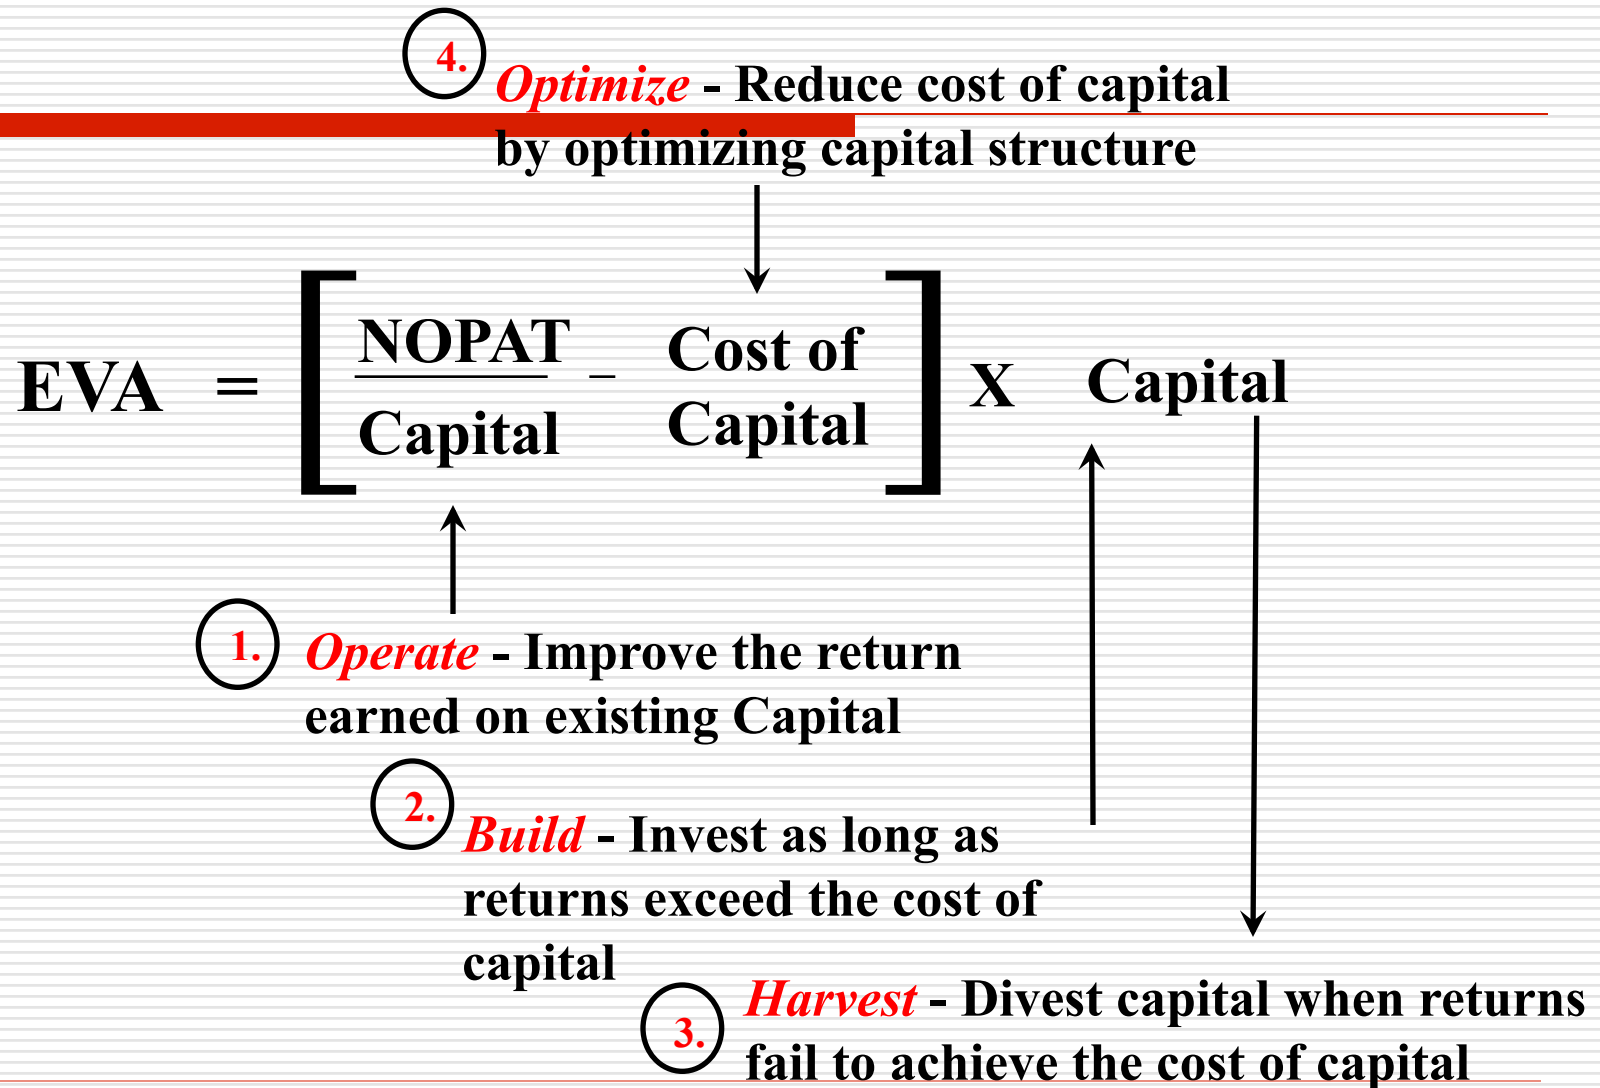 4.
Optimize - Reduce cost of capital
by optimizing capital structure
EVA = [ NOPAT – Cost of ] X Capital
Capital Capital
1.
Operate - Improve the return
earned on existing Capital
2.
Build - Invest as long as
returns exceed the cost of
capital
3.
Harvest - Divest capital when returns
fail to achieve the cost of capital